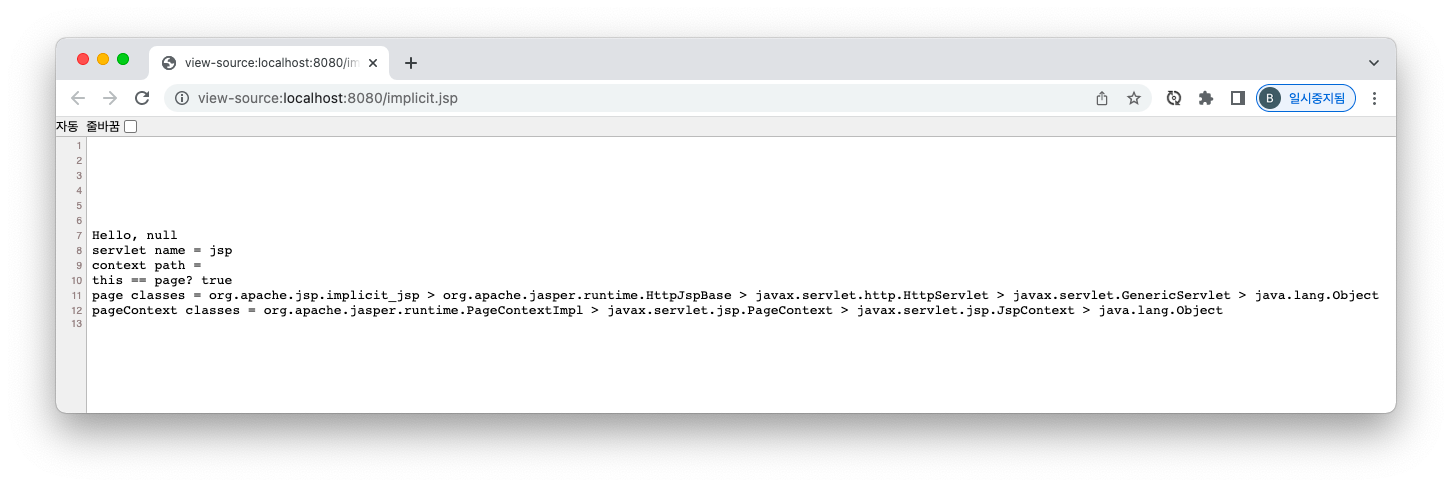 view-source:localhost:8080/im
view-source:localhost:8080/implicit.jsp
B 일시중지됨
자동 줄바꿈
1
2
3
4
5
6
7 Hello, null
8 servlet name = jsp
9 context path =
10 this == page? true
11 page classes = org.apache.jsp.implicit_jsp > org.apache.jasper.runtime.HttpJspBase > javax.servlet.http.HttpServlet > javax.servlet.GenericServlet > java.lang.Object
12 pageContext classes = org.apache.jasper.runtime.PageContextImpl > javax.servlet.jsp.PageContext > javax.servlet.jsp.JspContext > java.lang.Object
13